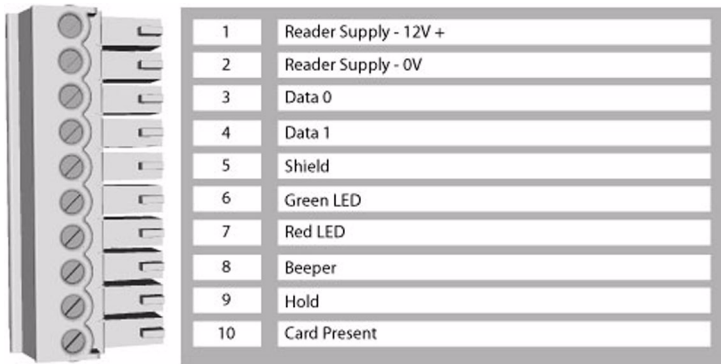 1 Reader Supply - 12V +
2 Reader Supply - 0V
3 Data 0
4 Data 1
5 Shield
6 Green LED
7 Red LED
8 Beeper
9 Hold
10 Card Present